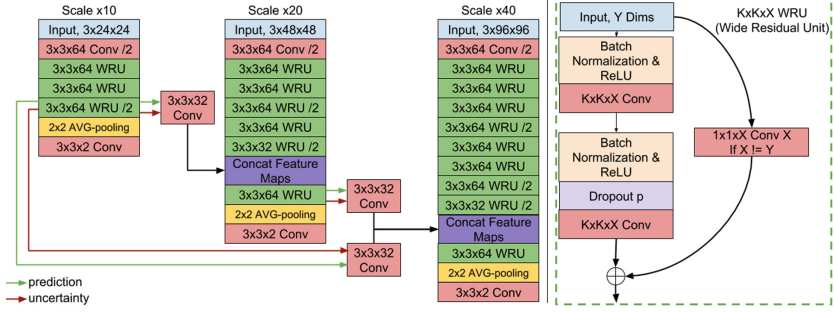 Scale x10
Input, 3x24x24
3x3x64 Conv /2
3x3x64 WRU
3x3x64 WRU
3x3x64 WRU /2
2x2 AVG-pooling
3x3x2 Conv
3x3x32
Conv
Scale x20
Input, 3x48x48
3x3x64 Conv /2
3x3x64 WRU
3x3x64 WRU
3x3x64 WRU /2
3x3x64 WRU
3x3x32 WRU /2
Concat Feature
Maps
3x3x64 WRU
2x2 AVG-pooling
3x3x2 Conv
3x3x32
Conv
3x3x32
Conv
Scale x40
Input, 3x96x96
3x3x64 Conv /2
3x3x64 WRU
3x3x64 WRU
3x3x64 WRU /2
3x3x64 WRU
3x3x64 WRU
3x3x64 WRU
3x3x64 WRU /2
3x3x32 WRU /2
Concat Feature
Maps
3x3x64 WRU
2x2 AVG-pooling
3x3x2 Conv
prediction
uncertainty
Input, Y Dims
KxKxX WRU
(Wide Residual Unit)
Batch
Normalization &
ReLU
KxKxX Conv
Batch
Normalization &
ReLU
Dropout p
KxKxX Conv
1x1xX Conv X
If X != Y